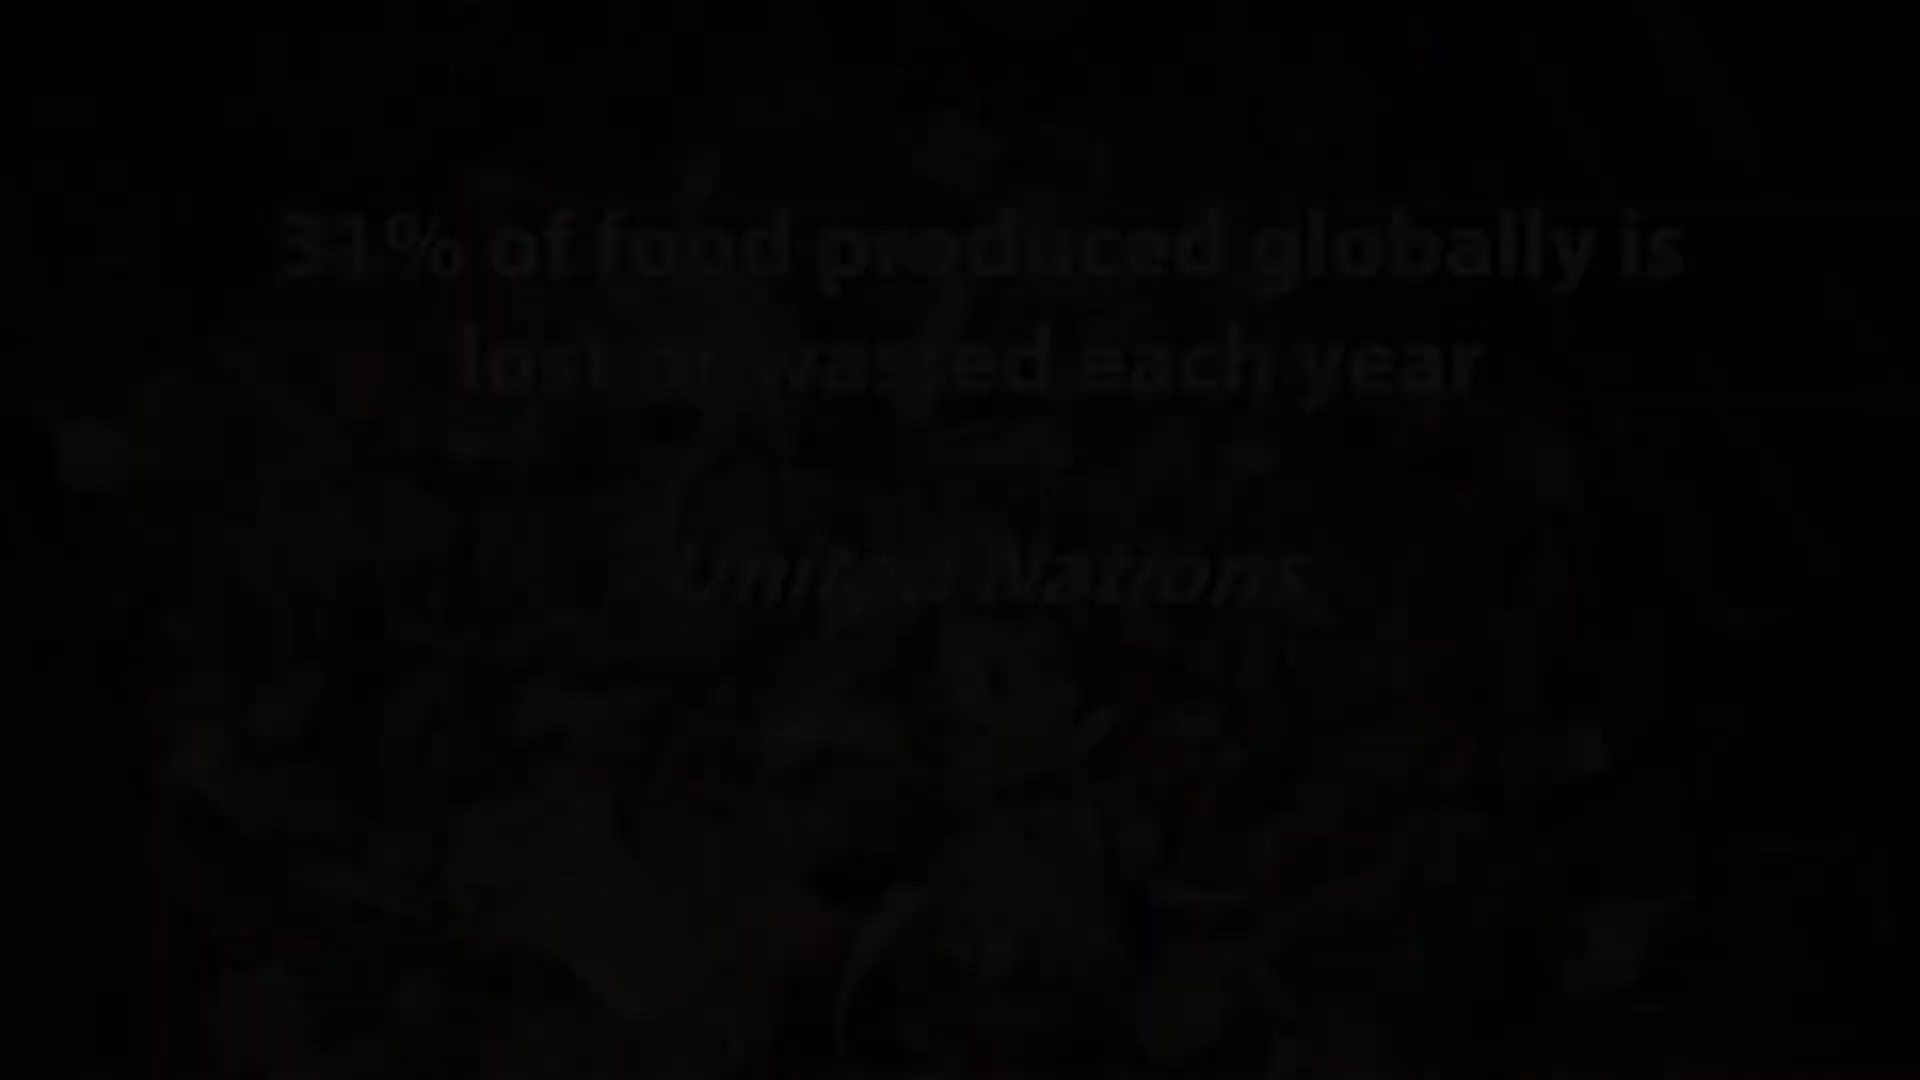 31% of food produced globally is
lost or wasted each year
United Nations